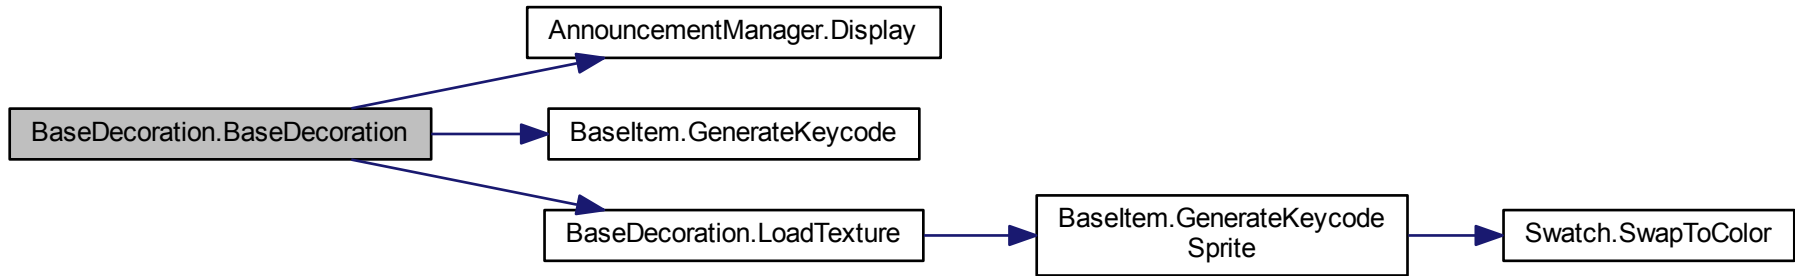 AnnouncementManager.Display
BaseDecoration.BaseDecoration
BaseItem.GenerateKeycode
BaseDecoration.LoadTexture
BaseItem.GenerateKeycode
Sprite
Swatch.SwapToColor